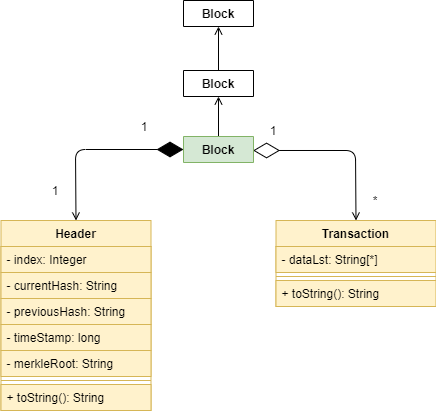 Block
Block
Block
1
1
1
*
Header
- index: Integer
- currentHash: String
- previousHash: String
- timeStamp: long
- merkleRoot: String
+ toString(): String
Transaction
- dataLst: String[*]
+ toString(): String